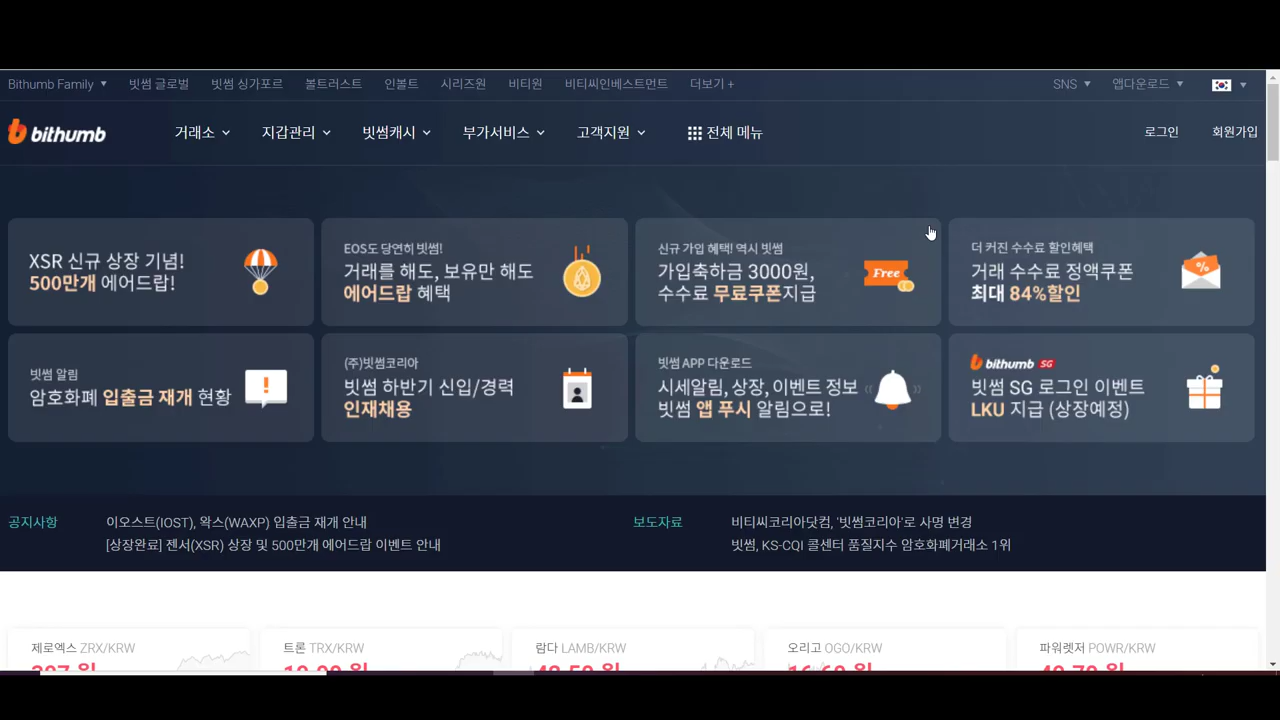 Bithumb Family 빗썸 글로벌 빗썸 싱가포르 볼트러스트 인볼트 시리즈원 비티원 비티씨인베스트먼트 더보기 + SNS 앱다운로드
bithumb 거래소 지갑관리 빗썸캐시 부가서비스 고객지원 전체 메뉴 로그인 회원가입
XSR 신규 상장 기념!
500만개 에어드랍!
EOS도 당연히 빗썸!
거래를 해도, 보유만 해도
에어드랍 혜택
신규 가입 혜택! 역시 빗썸
가입축하금 3000원,
수수료 무료쿠폰지급
Free
더 커진 수수료 할인혜택
거래 수수료 정액쿠폰
최대 84%할인
%
빗썸 알림
암호화폐 입출금 재개 현황
!
(주)빗썸코리아
빗썸 하반기 신입/경력
인재채용
빗썸 APP 다운로드
시세알림, 상장, 이벤트 정보
빗썸 앱 푸시 알림으로!
bithumb SG
빗썸 SG 로그인 이벤트
LKU 지급 (상장예정)
공지사항 이오스트(IOST), 왁스(WAXP) 입출금 재개 안내
[상장완료] 젠서(XSR) 상장 및 500만개 에어드랍 이벤트 안내
보도자료 비티씨코리아닷컴, '빗썸코리아'로 사명 변경
빗썸, KS-CQI 콜센터 품질지수 암호화폐거래소 1위
제로엑스 ZRX/KRW
트론 TRX/KRW
람다 LAMB/KRW
오리고 OGO/KRW
파워렛저 POWR/KRW